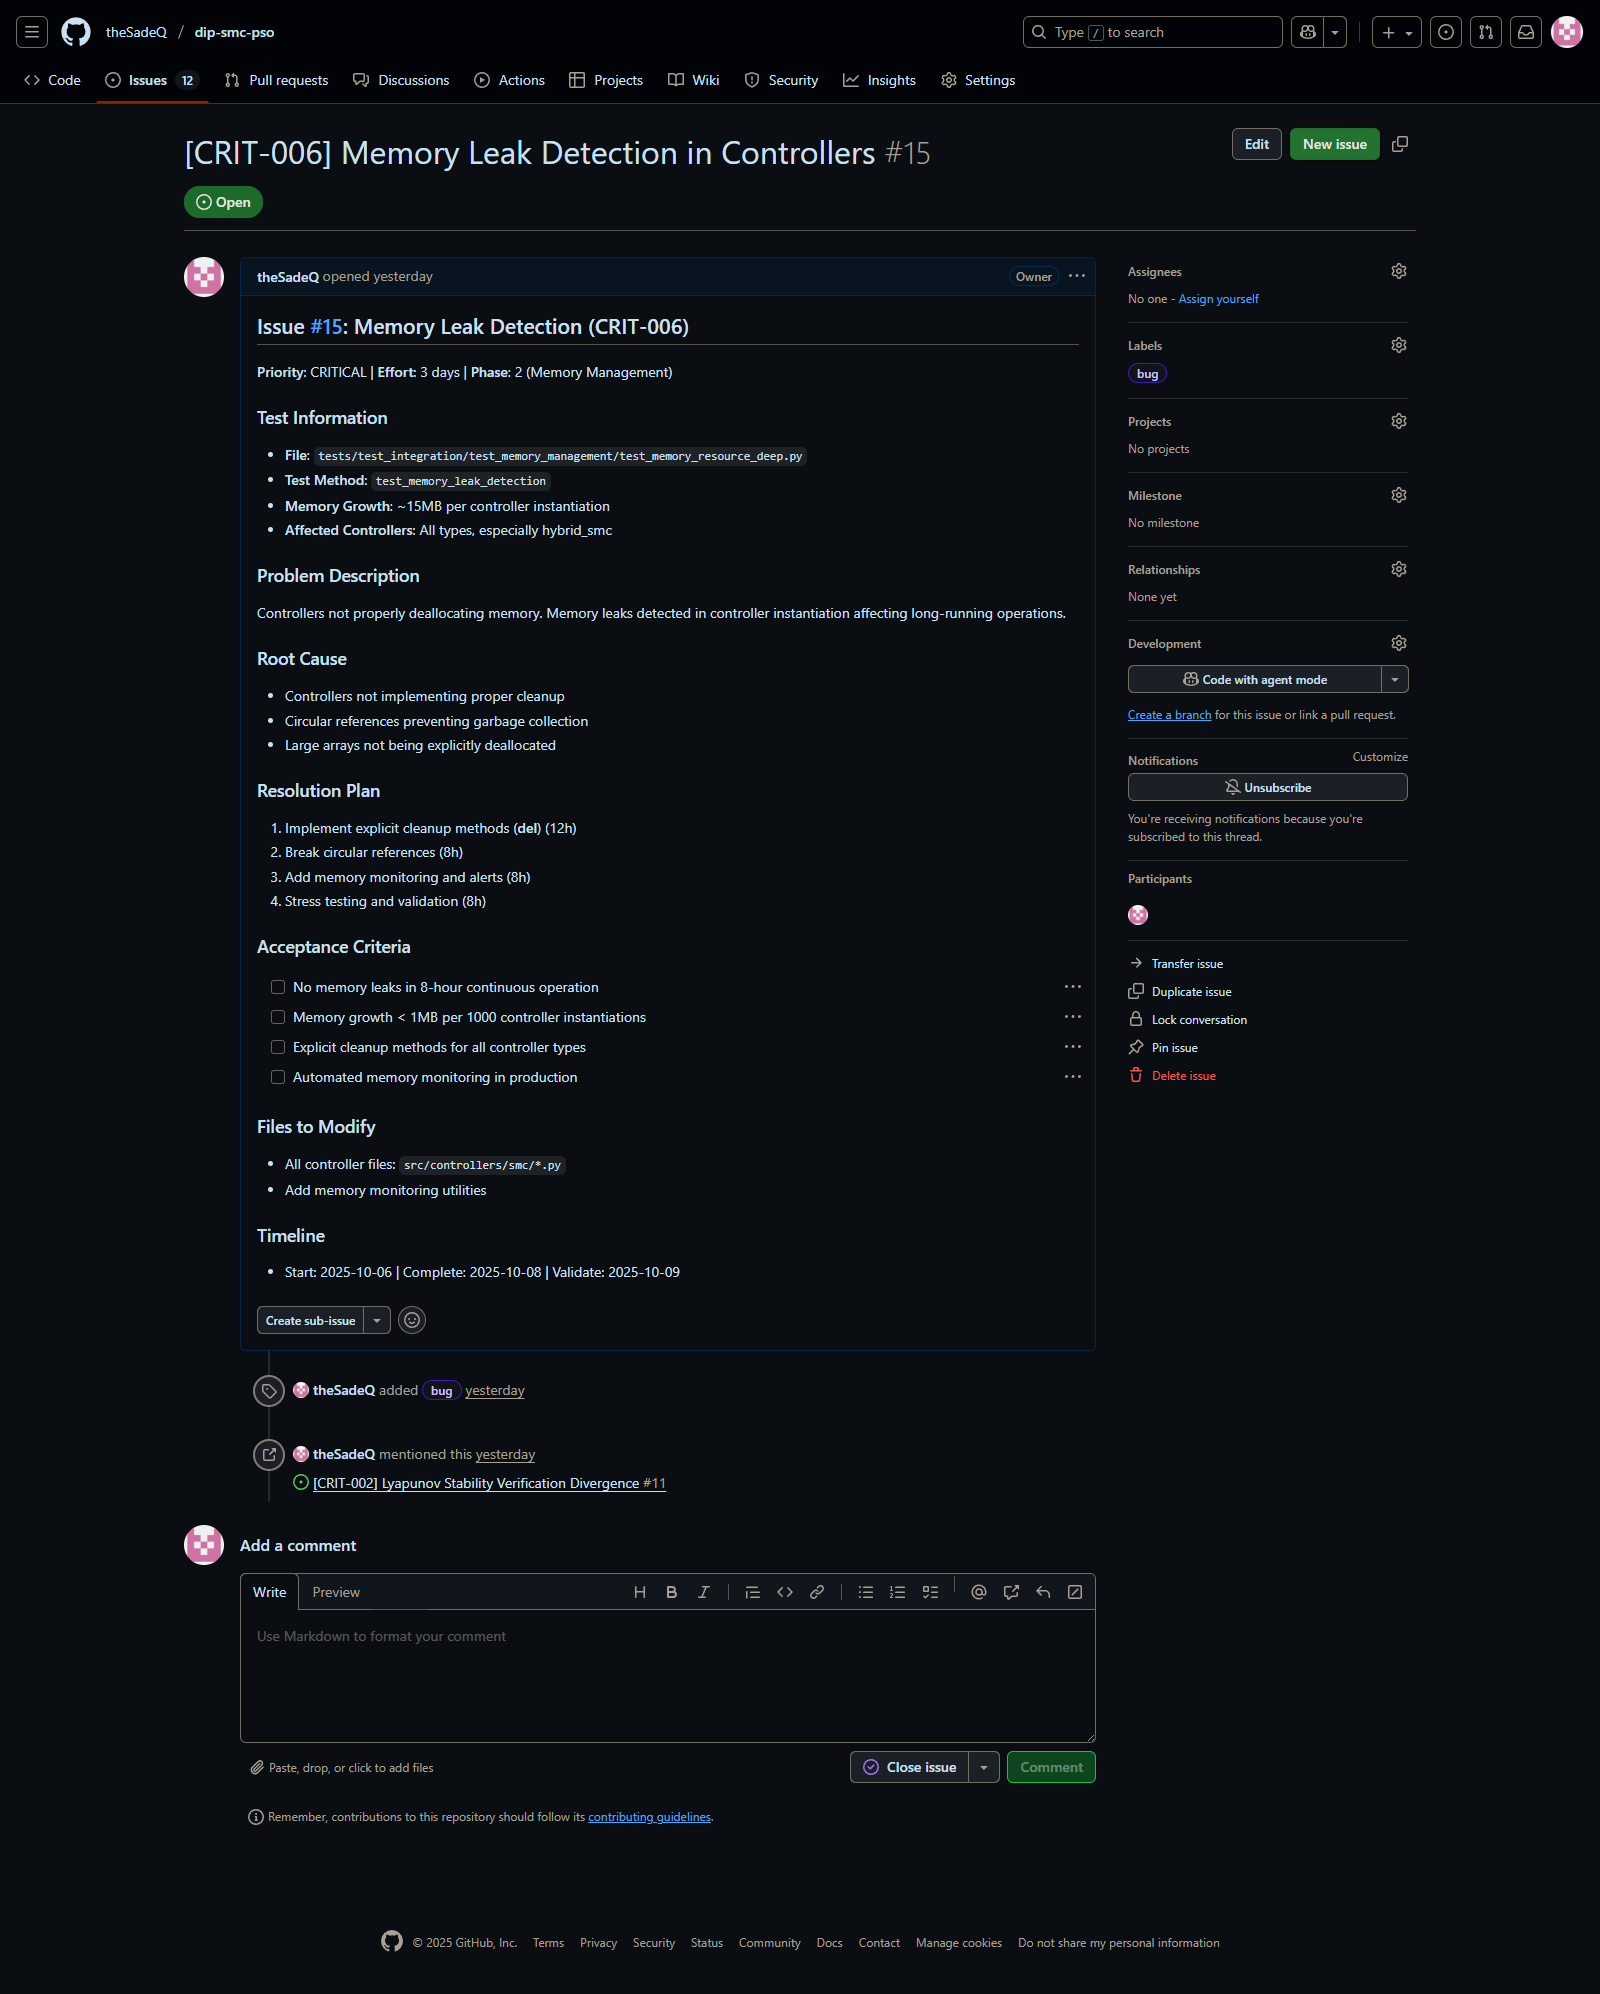 theSadeQ / dip-smc-pso
Type / to search
Code
Issues 12
Pull requests
Discussions
Actions
Projects
Wiki
Security
Insights
Settings
[CRIT-006] Memory Leak Detection in Controllers #15
Edit
New issue
Open
theSadeQ opened yesterday
Owner
Issue #15: Memory Leak Detection (CRIT-006)
Priority: CRITICAL | Effort: 3 days | Phase: 2 (Memory Management)
Test Information
File: tests/test_integration/test_memory_management/test_memory_resource_deep.py
Test Method: test_memory_leak_detection
Memory Growth: ~15MB per controller instantiation
Affected Controllers: All types, especially hybrid_smc
Problem Description
Controllers not properly deallocating memory. Memory leaks detected in controller instantiation affecting long-running operations.
Root Cause
Controllers not implementing proper cleanup
Circular references preventing garbage collection
Large arrays not being explicitly deallocated
Resolution Plan
1. Implement explicit cleanup methods (del) (12h)
2. Break circular references (8h)
3. Add memory monitoring and alerts (8h)
4. Stress testing and validation (8h)
Acceptance Criteria
No memory leaks in 8-hour continuous operation
Memory growth < 1MB per 1000 controller instantiations
Explicit cleanup methods for all controller types
Automated memory monitoring in production
Files to Modify
All controller files: src/controllers/smc/*.py
Add memory monitoring utilities
Timeline
Start: 2025-10-06 | Complete: 2025-10-08 | Validate: 2025-10-09
Create sub-issue
theSadeQ added bug yesterday
theSadeQ mentioned this yesterday
[CRIT-002] Lyapunov Stability Verification Divergence #11
Add a comment
Write
Preview
Use Markdown to format your comment
Paste, drop, or click to add files
Close issue
Comment
Remember, contributions to this repository should follow its contributing guidelines.
Assignees
No one - Assign yourself
Labels
bug
Projects
No projects
Milestone
No milestone
Relationships
None yet
Development
Code with agent mode
Create a branch for this issue or link a pull request.
Notifications
Customize
Unsubscribe
You're receiving notifications because you're
subscribed to this thread.
Participants
Transfer issue
Duplicate issue
Lock conversation
Pin issue
Delete issue
© 2025 GitHub, Inc.
Terms
Privacy
Security
Status
Community
Docs
Contact
Manage cookies
Do not share my personal information